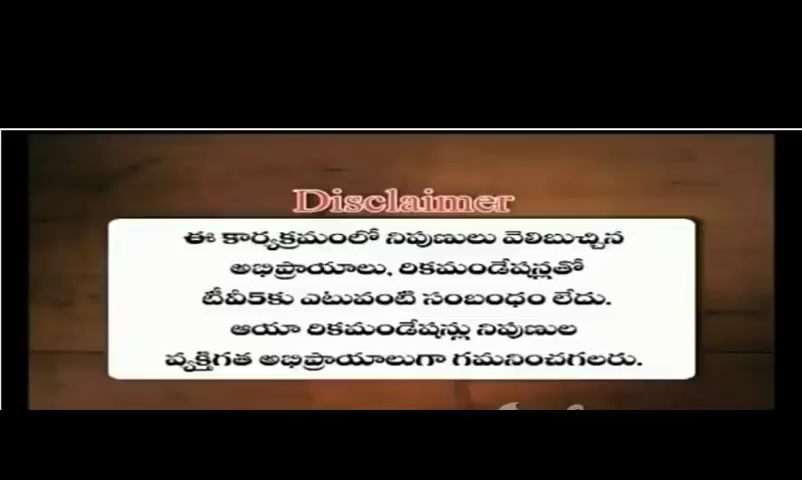 Disclaimer
ఈ కార్యక్రమంలో నిపుణులు వెలిబుచ్చిన
అభిప్రాయాలు, రికమండేషన్లతో
టీవీ5కు ఎటువంటి సంబంధం లేదు.
ఆయా రికమండేషన్లు నిపుణుల
వ్యక్తిగత అభిప్రాయాలుగా గమనించగలరు.